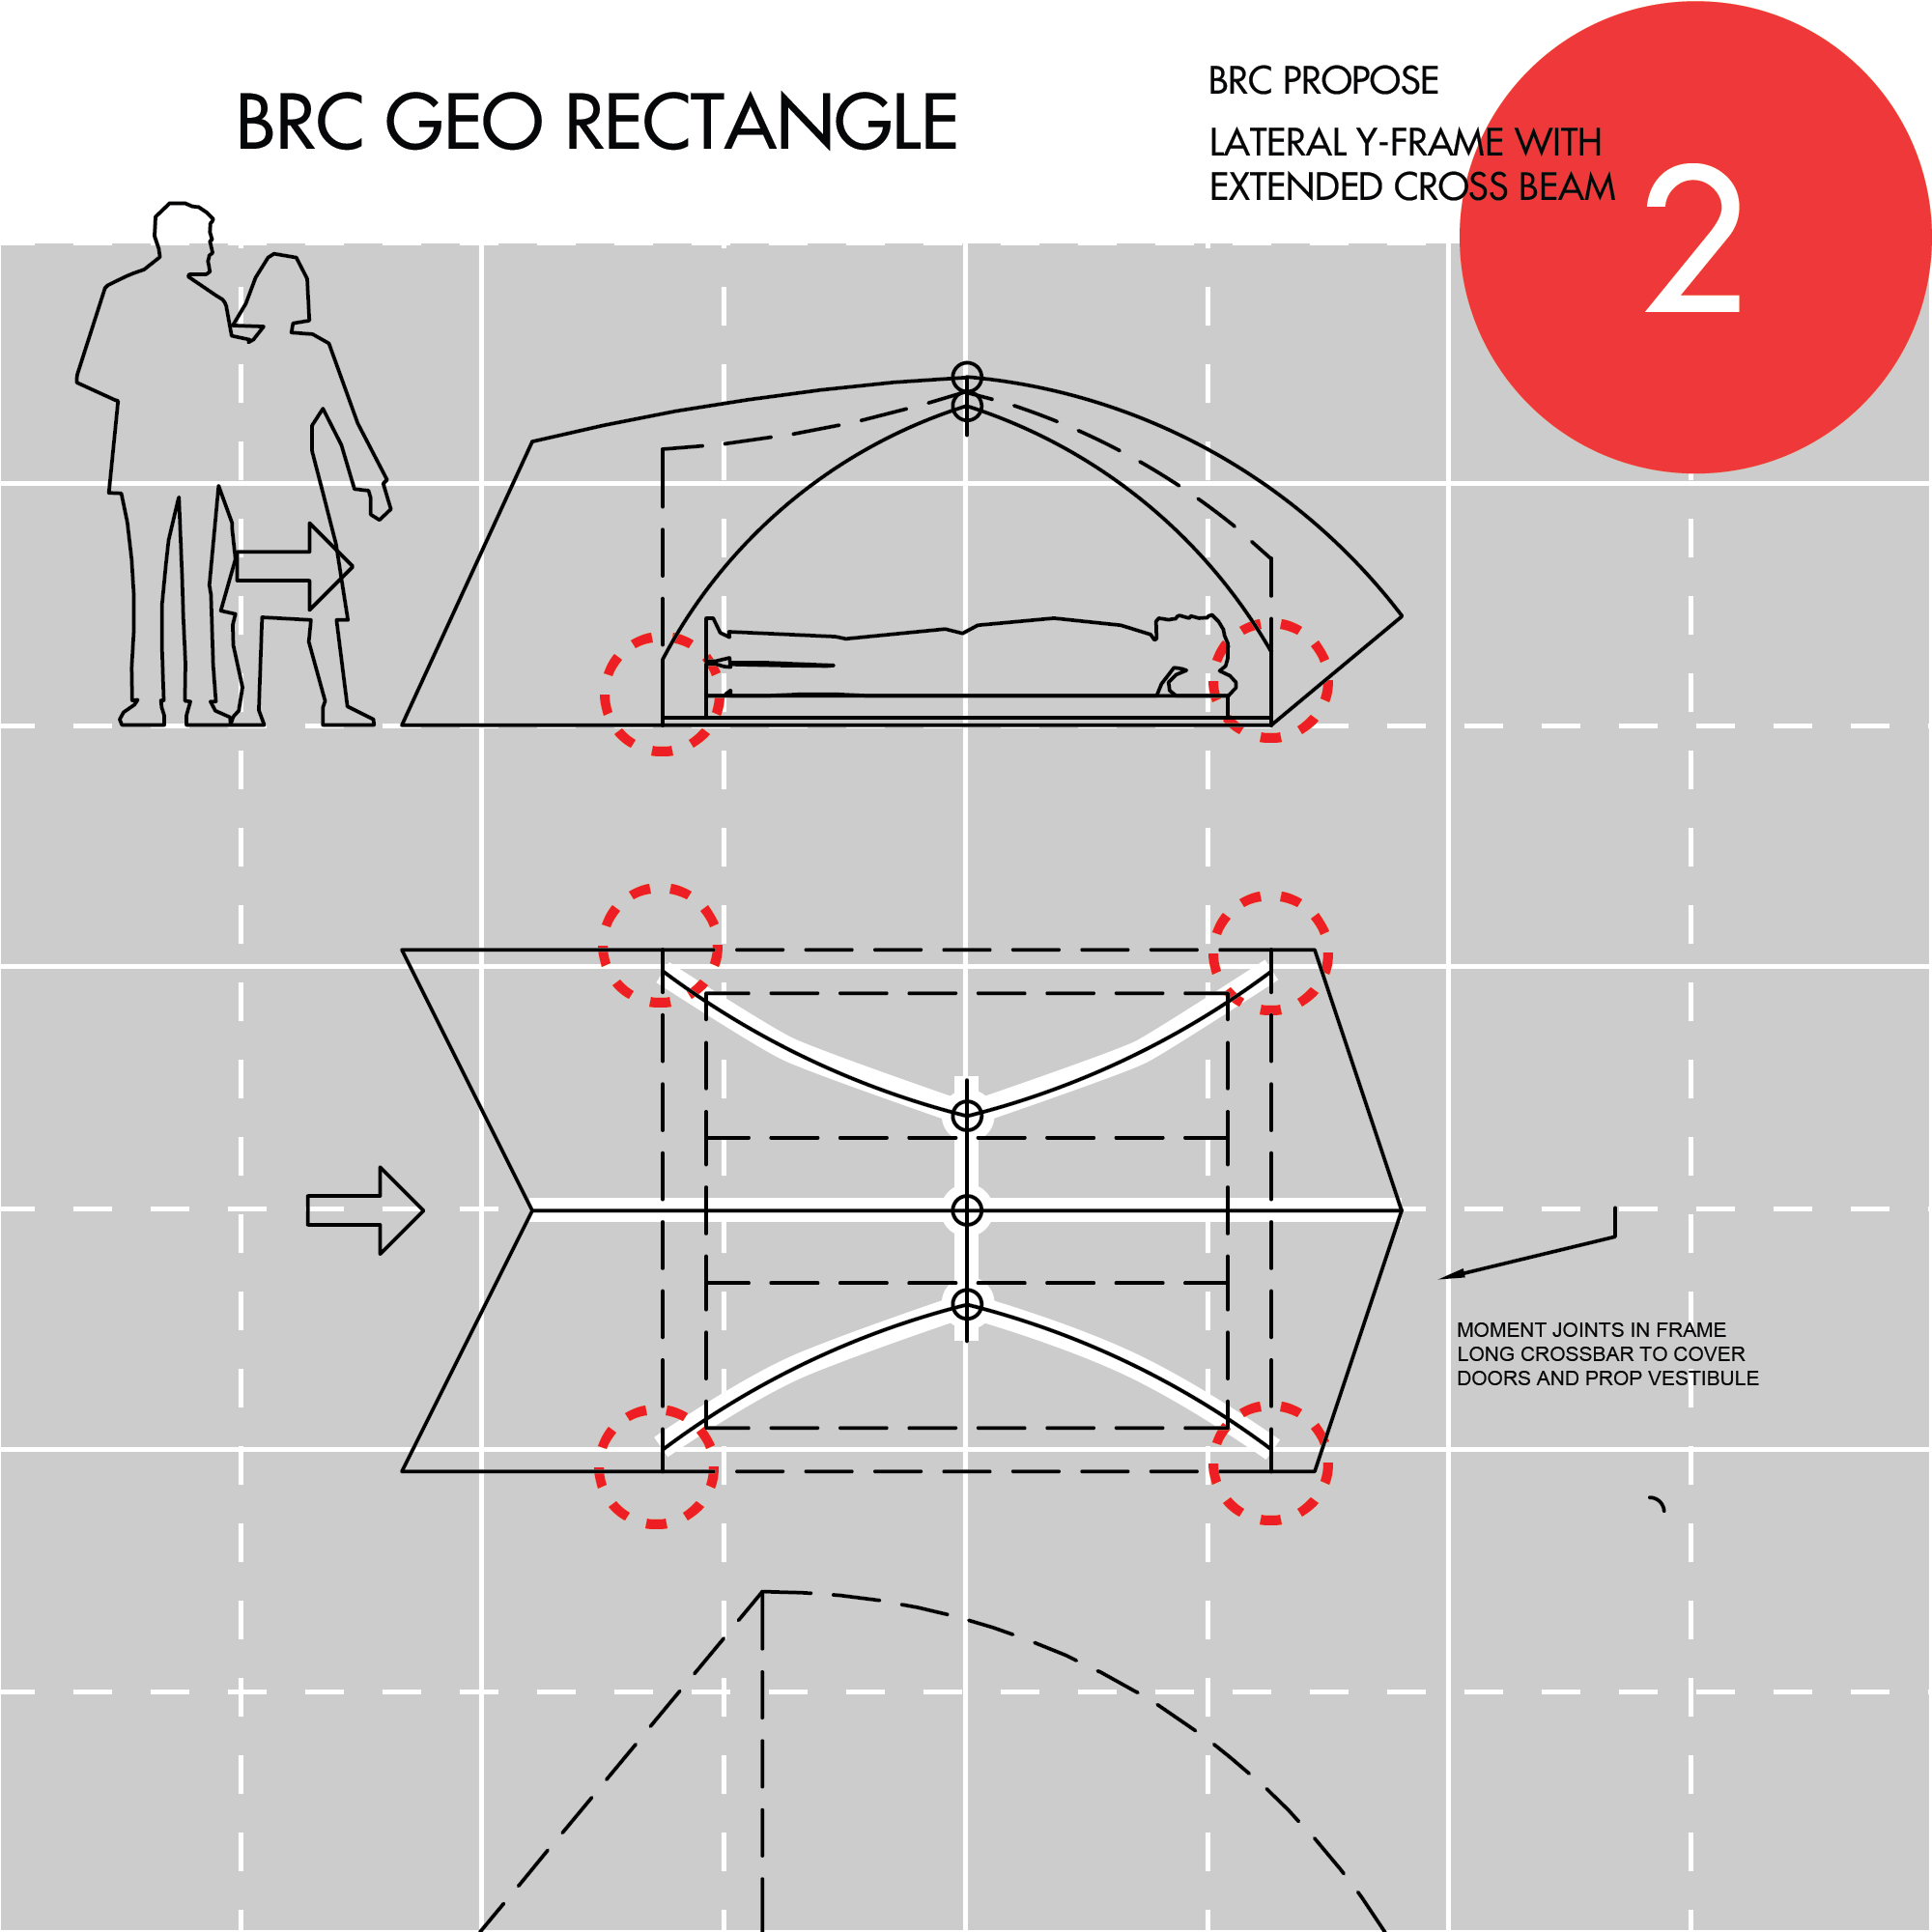 BRC GEO RECTANGLE
BRC PROPOSE
LATERAL Y-FRAME WITH
EXTENDED CROSS BEAM
2
MOMENT JOINTS IN FRAME
LONG CROSSBAR TO COVER
DOORS AND PROP VESTIBULE